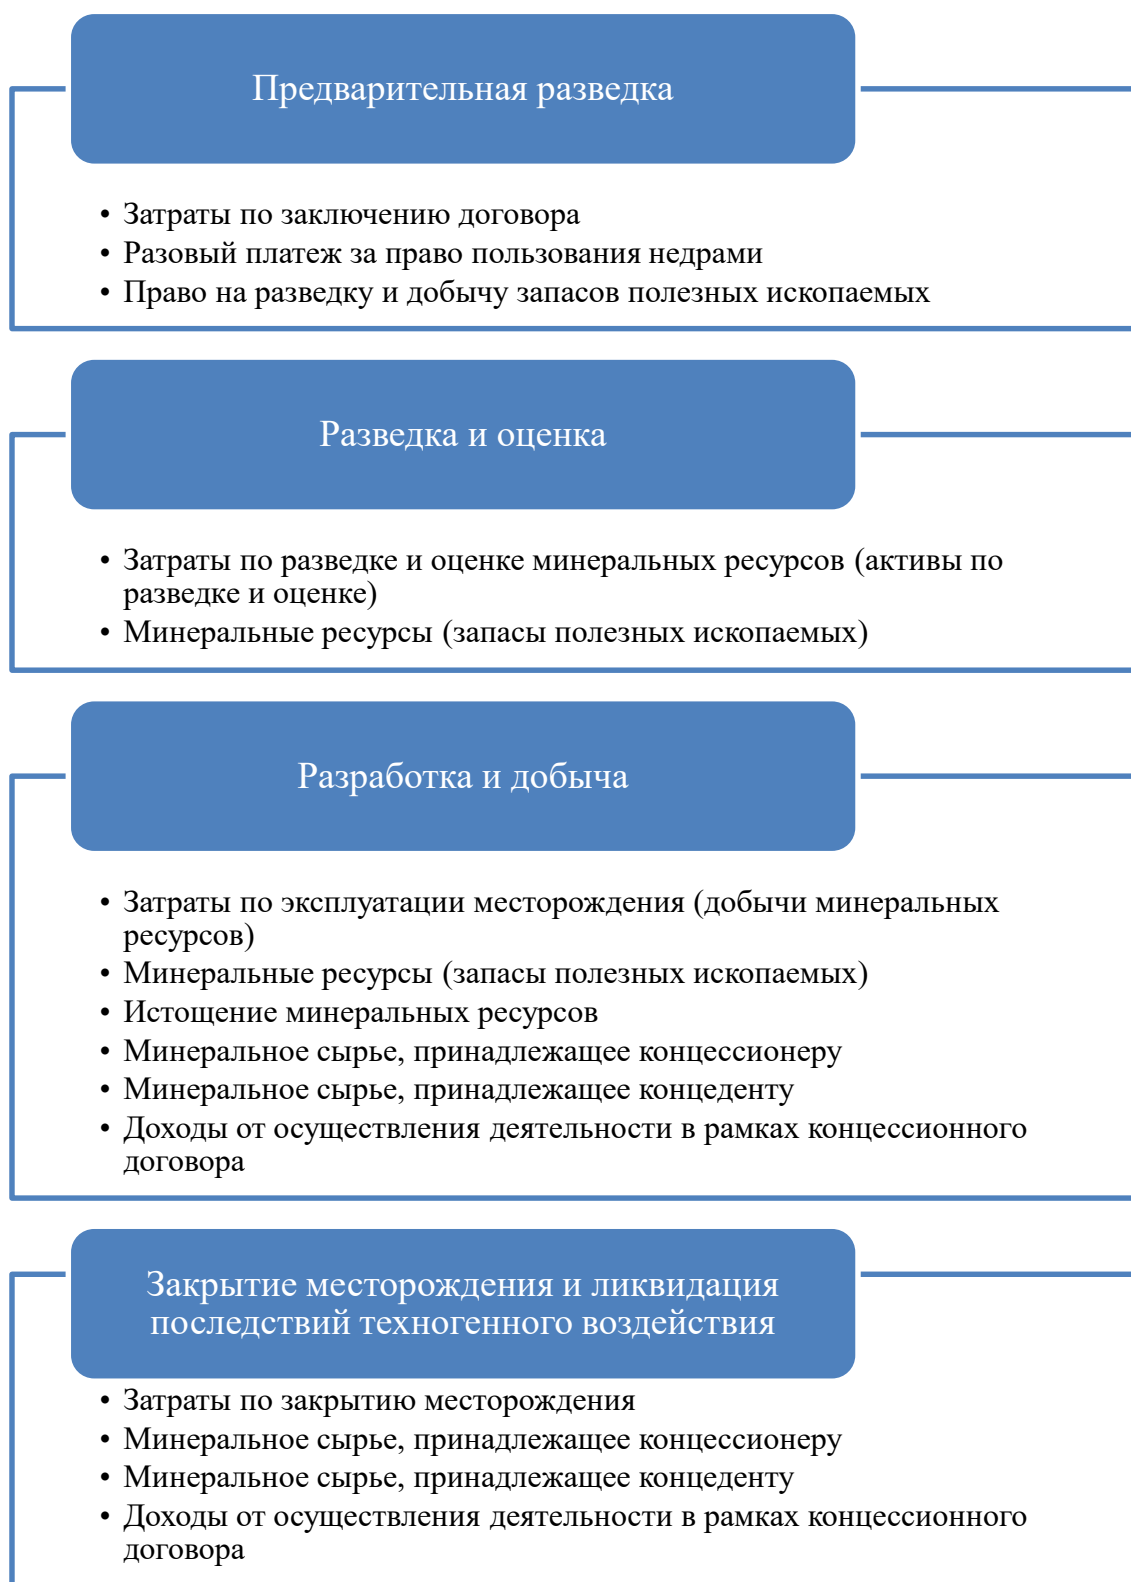 Предварительная разведка
• Затраты по заключению договора
• Разовый платеж за право пользования недрами
• Право на разведку и добычу запасов полезных ископаемых
Разведка и оценка
• Затраты по разведке и оценке минеральных ресурсов (активы по
разведке и оценке)
• Минеральные ресурсы (запасы полезных ископаемых)
Разработка и добыча
• Затраты по эксплуатации месторождения (добычи минеральных
ресурсов)
• Минеральные ресурсы (запасы полезных ископаемых)
• Истощение минеральных ресурсов
• Минеральное сырье, принадлежащее концессионеру
• Минеральное сырье, принадлежащее концеденту
• Доходы от осуществления деятельности в рамках концессионного
договора
Закрытие месторождения и ликвидация
последствий техногенного воздействия
• Затраты по закрытию месторождения
• Минеральное сырье, принадлежащее концессионеру
• Минеральное сырье, принадлежащее концеденту
• Доходы от осуществления деятельности в рамках концессионного
договора